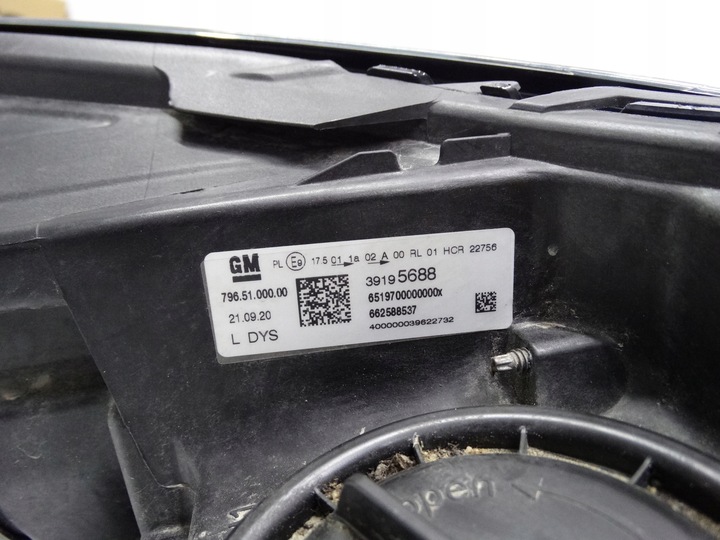 GM PL E9 17.5 01 1a 02 A 00 RL 01 HCR 22756
796.51.000.00 39195688
21.09.20 6519700000000x
L DYS 662588537
400000039622732
open